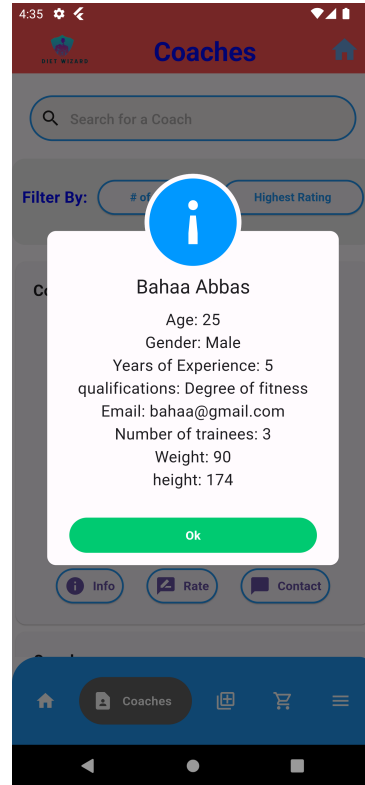 4:35
DIET WIZARD
Coaches
Search for a Coach
Filter By:
# of
Highest Rating
Co
Bahaa Abbas
Age: 25
Gender: Male
Years of Experience: 5
qualifications: Degree of fitness
Email: bahaa@gmail.com
Number of trainees: 3
Weight: 90
height: 174
Ok
Info
Rate
Contact
Coaches